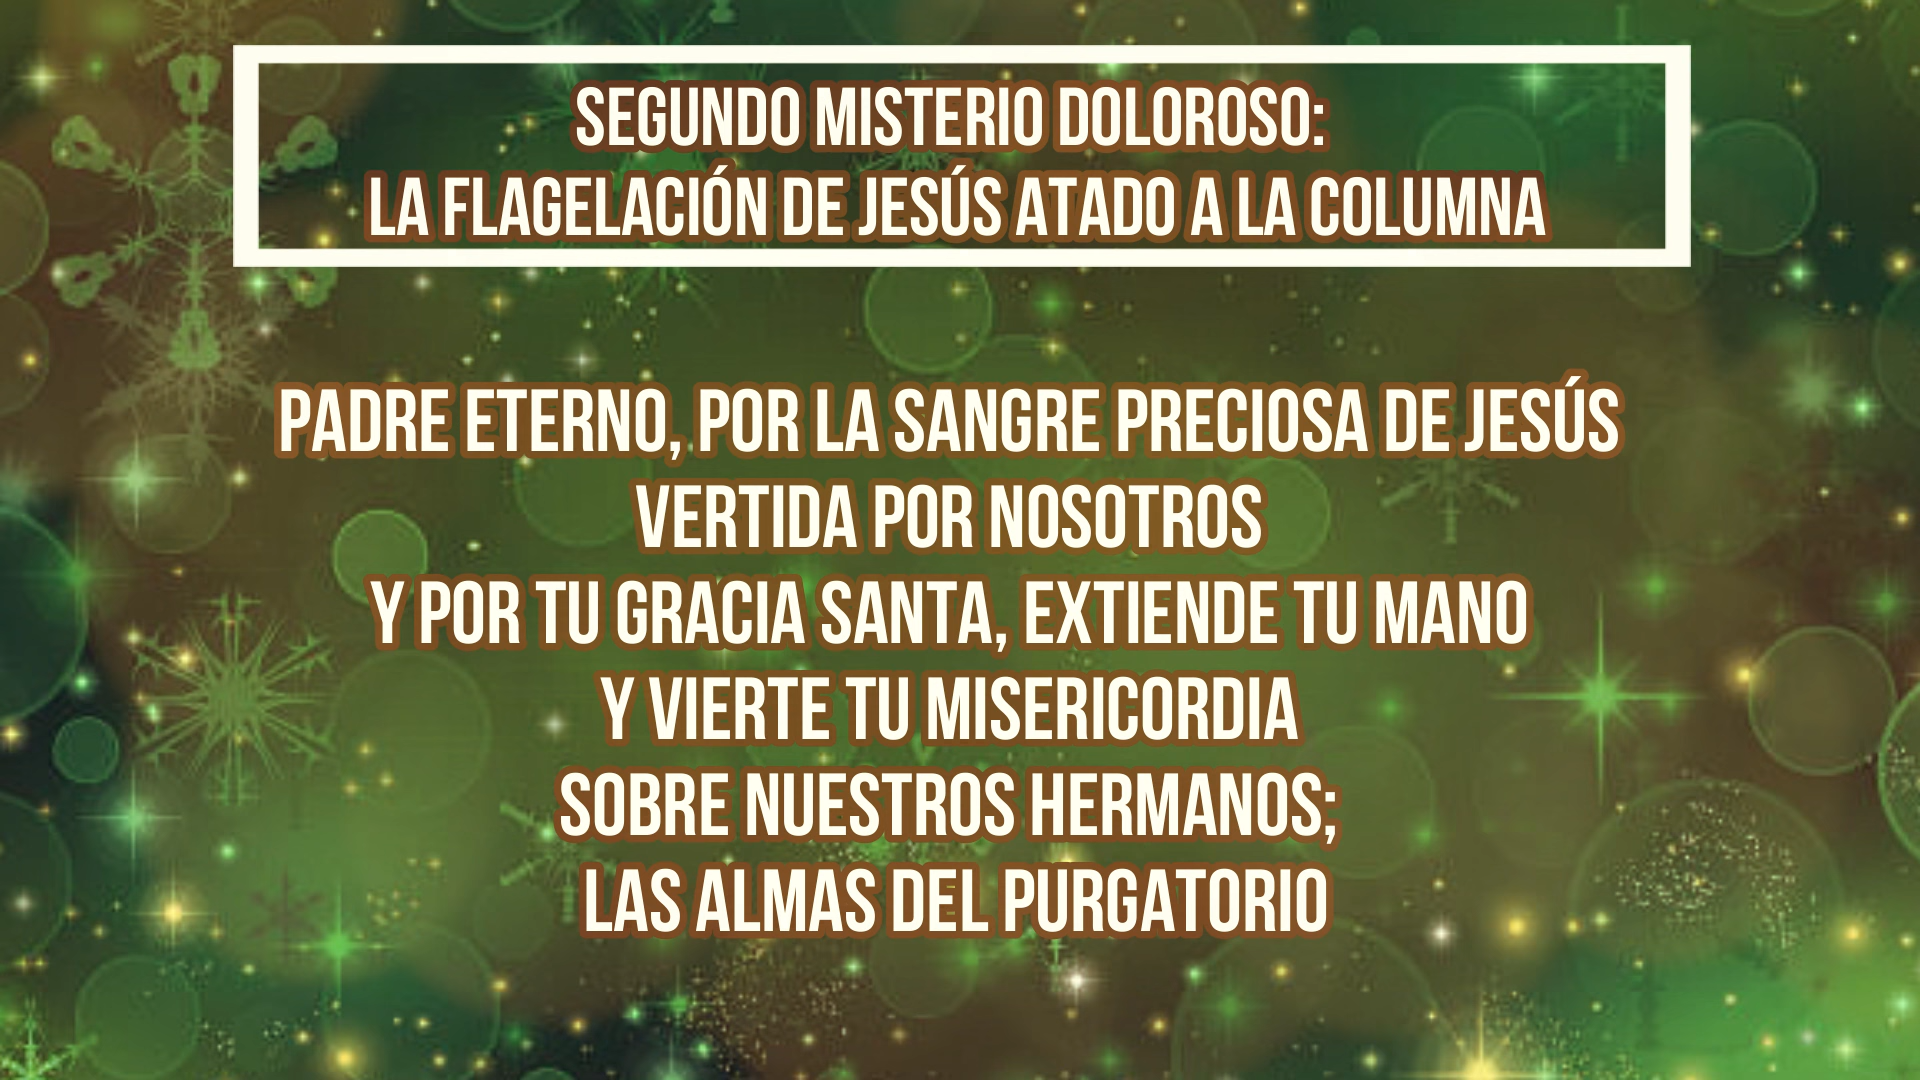 SEGUNDO MISTERIO DOLOROSO:
LA FLAGELACIÓN DE JESÚS ATADO A LA COLUMNA
PADRE ETERNO, POR LA SANGRE PRECIOSA DE JESÚS
VERTIDA POR NOSOTROS
Y POR TU GRACIA SANTA, EXTIENDE TU MANO
Y VIERTE TU MISERICORDIA
SOBRE NUESTROS HERMANOS;
LAS ALMAS DEL PURGATORIO